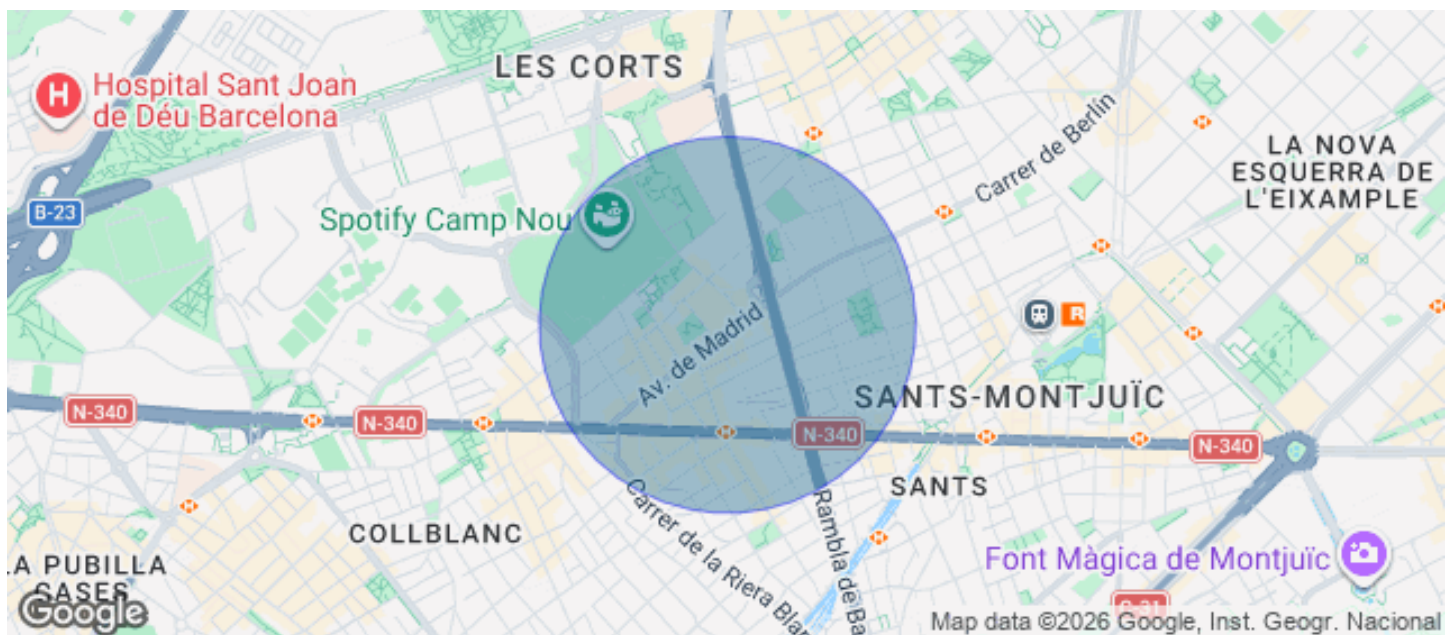 LES CORTS
Hospital Sant Joan
de Déu Barcelona
H
Carrer de Berlín
LA NOVA
ESQUERRA DE
L'EIXAMPLE
B-23
Spotify Camp Nou
R
Av. de Madrid
SANTS-MONTJUÏC
N-340
N-340
N-340
N-340
SANTS
COLLBLANC
Carrer de la Riera Blan
Rambla de Ba
LA PUBILLA
CASES
Font Màgica de Montjuïc
Google
Map data ©2026 Google, Inst. Geogr. Nacional